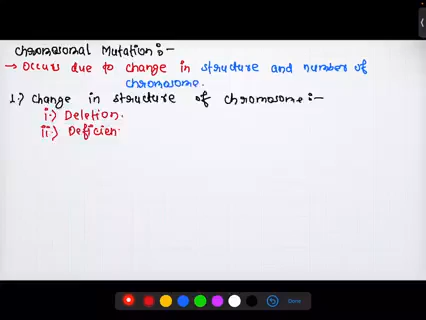 Chromosomal Mutation:-
→ Occurs due to change in structure and number of
chromosome.
1.) Change in structure of chromosome:-
i.) Deletion.
ii.) Deficien
Done